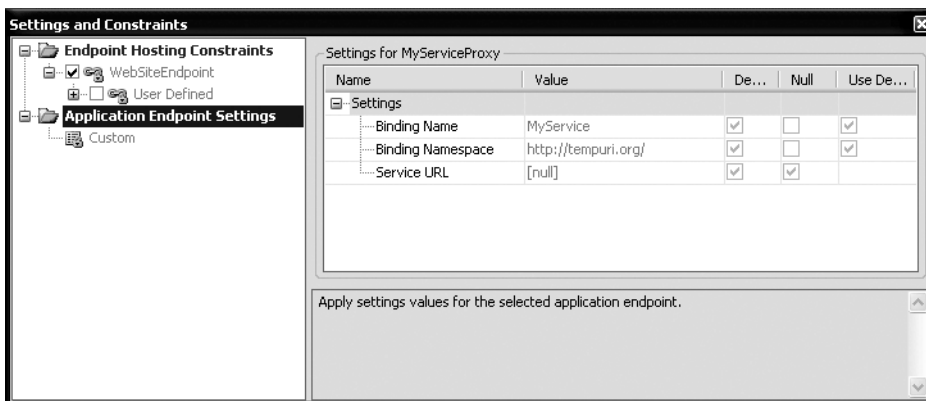 Settings and Constraints
Endpoint Hosting Constraints
WebSiteEndpoint
User Defined
Application Endpoint Settings
Custom
Settings for MyServiceProxy
Name Value De... Null Use De...
Settings
Binding Name MyService
Binding Namespace http://tempuri.org/
Service URL [null]
Apply settings values for the selected application endpoint.